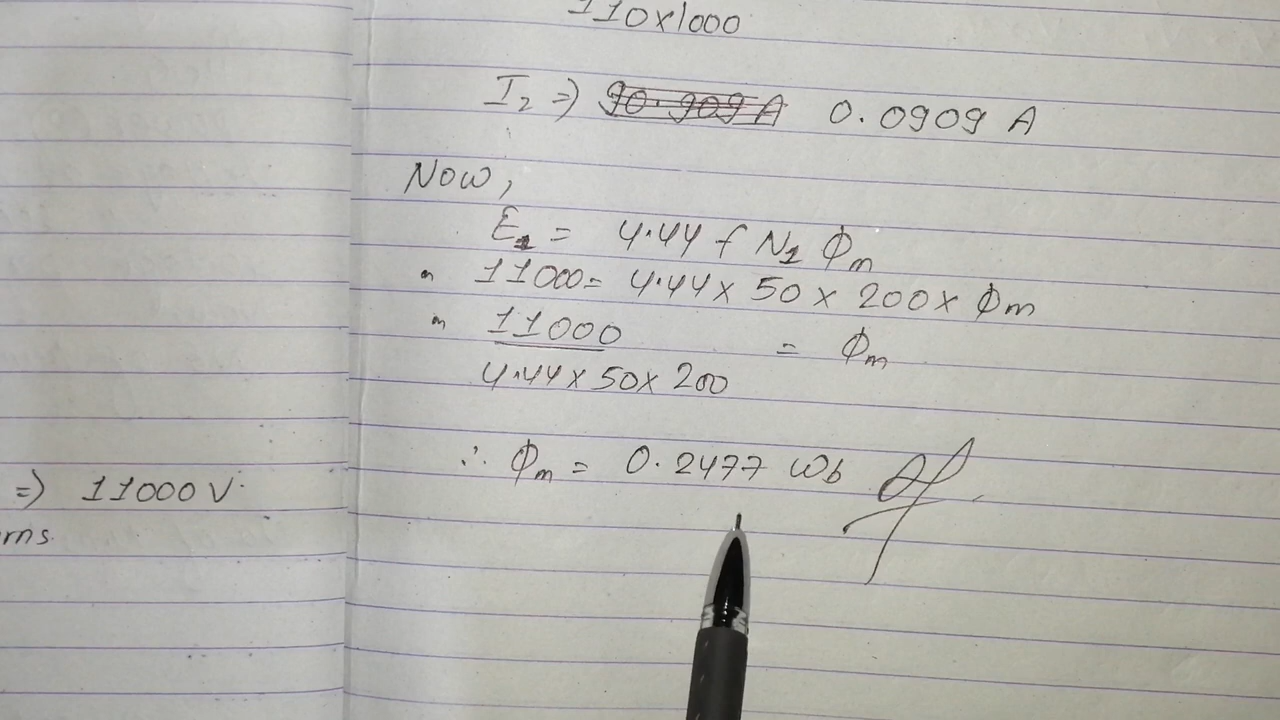 =) 11000 V.
rns.
110x1000
I2 =) 90.909 A 0.0909 A
Now,
E1 = 4.44 f N1 Φm
" 11000 = 4.44 x 50 x 200 x Φm
" 11000 / 4.44 x 50 x 200 = Φm
∴ Φm = 0.2477 Wb